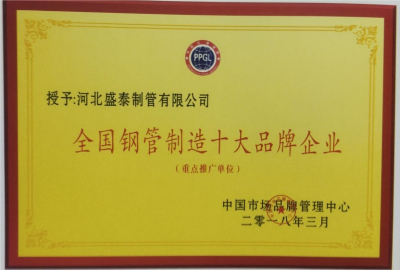 PPGL
授予:河北盛泰制管有限公司
全国钢管制造十大品牌企业
（重点推广单位）
中国市场品牌管理中心
二零一八年三月